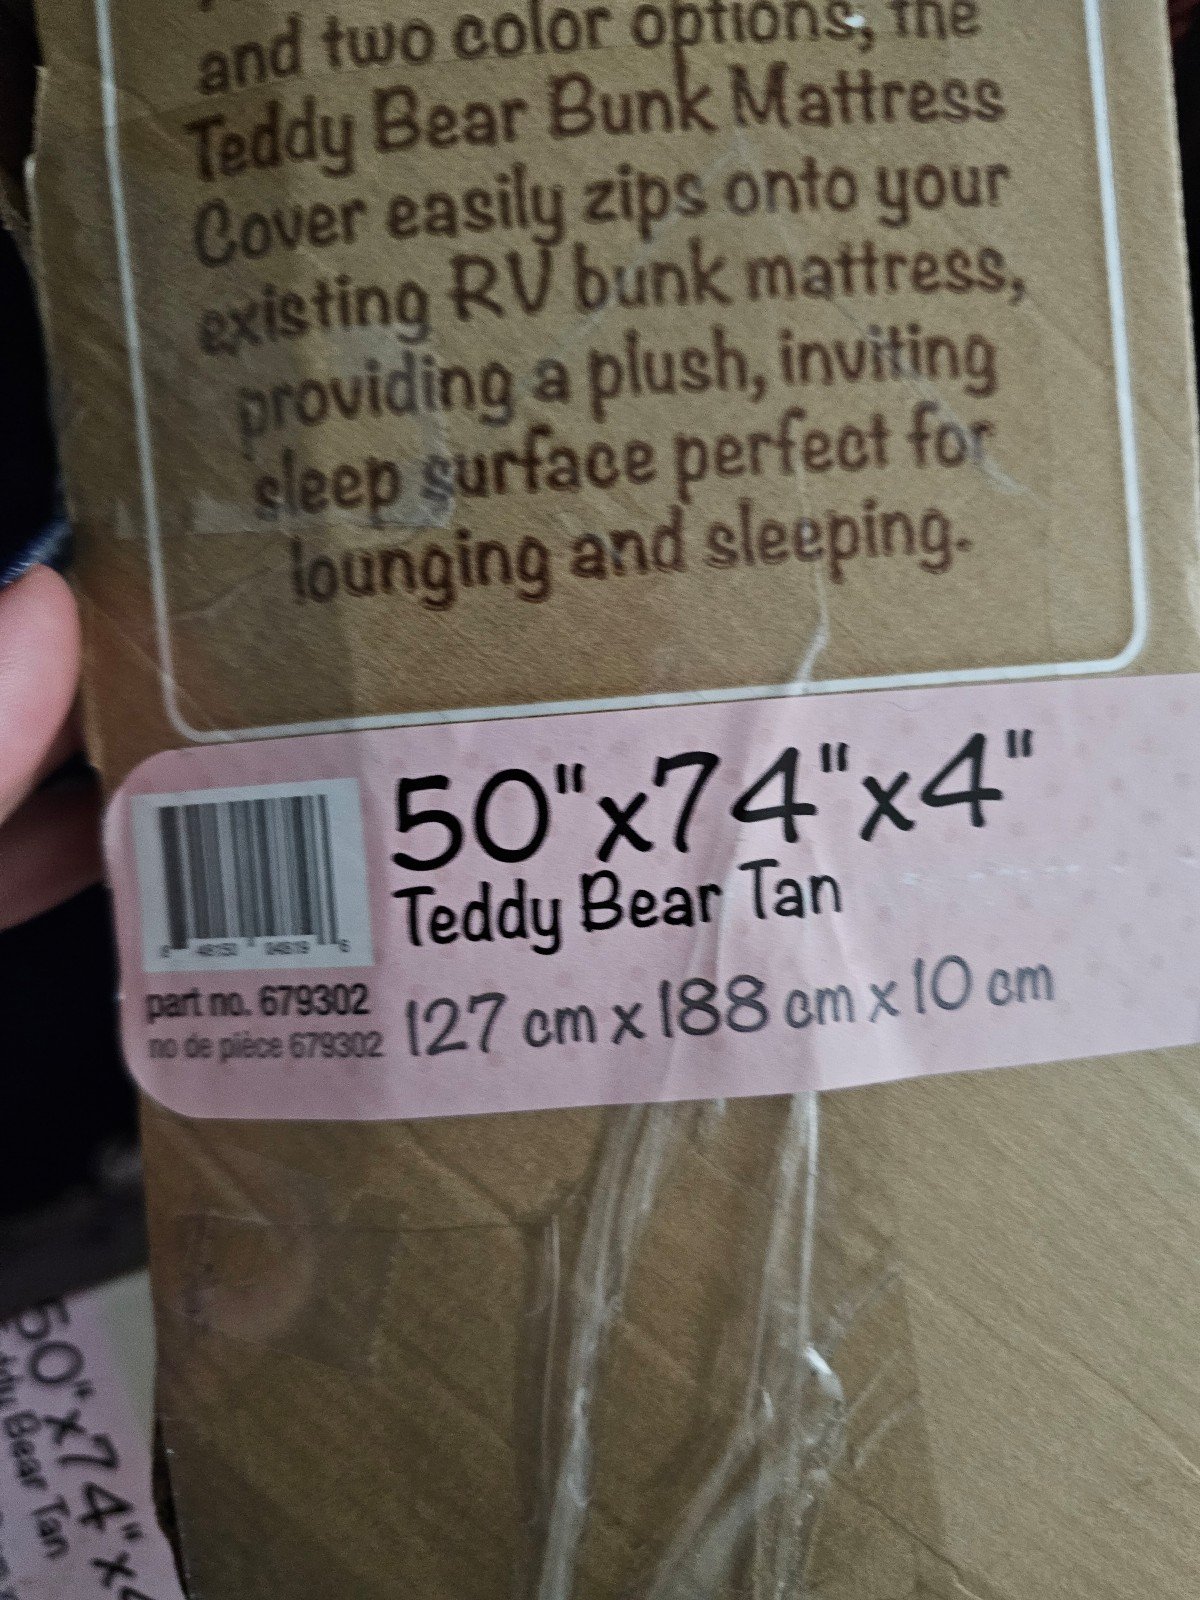 and two color options, the
Teddy Bear Bunk Mattress
Cover easily zips onto your
existing RV bunk mattress,
providing a plush, inviting
sleep surface perfect for
lounging and sleeping.
50"x74"x4"
Teddy Bear Tan
part no. 679302
no de pièce 679302
127 cm x 188 cm x 10 cm
50"x74"x
Bear Tan